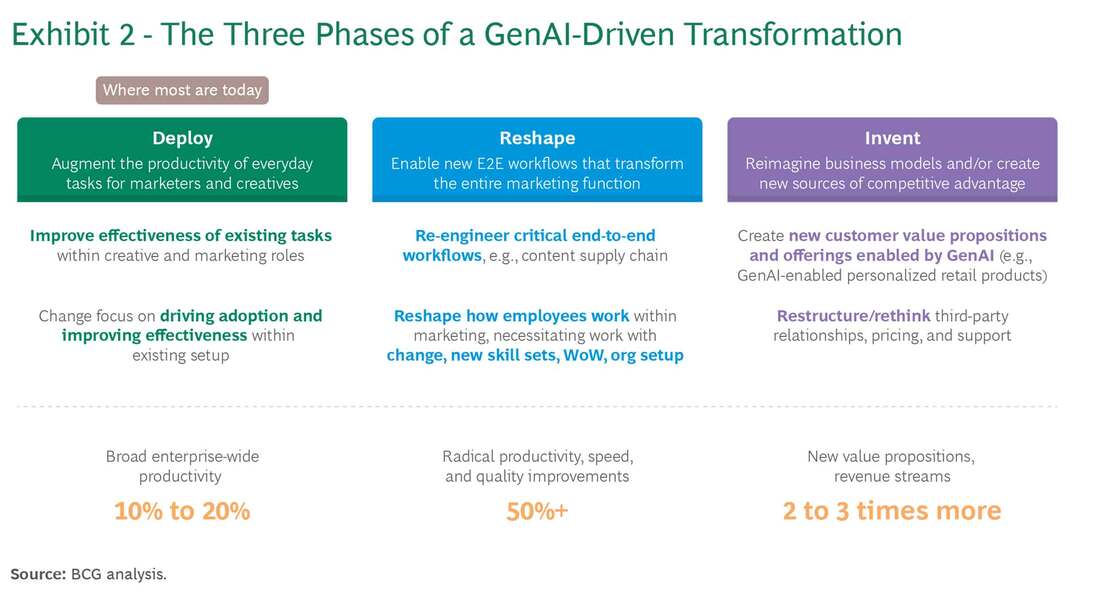 Exhibit 2 - The Three Phases of a GenAI-Driven Transformation
Where most are today
Deploy
Augment the productivity of everyday
tasks for marketers and creatives
Improve effectiveness of existing tasks
within creative and marketing roles
Change focus on driving adoption and
improving effectiveness within
existing setup
Broad enterprise-wide
productivity
10% to 20%
Reshape
Enable new E2E workflows that transform
the entire marketing function
Re-engineer critical end-to-end
workflows, e.g., content supply chain
Reshape how employees work within
marketing, necessitating work with
change, new skill sets, WoW, org setup
Radical productivity, speed,
and quality improvements
50%+
Invent
Reimagine business models and/or create
new sources of competitive advantage
Create new customer value propositions
and offerings enabled by GenAI (e.g.,
GenAI-enabled personalized retail products)
Restructure/rethink third-party
relationships, pricing, and support
New value propositions,
revenue streams
2 to 3 times more
Source: BCG analysis.